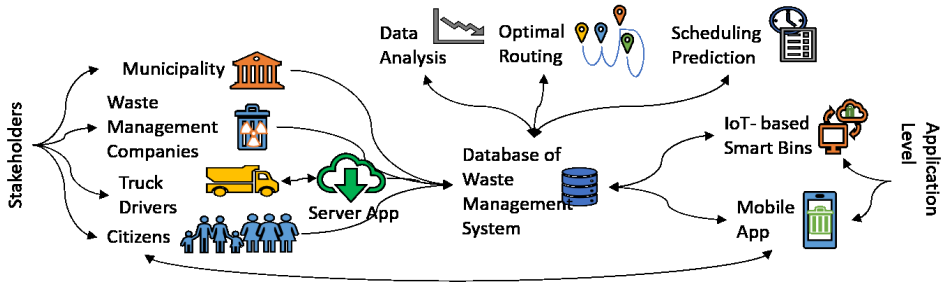 Stakeholders
Municipality
Waste
Management
Companies
Truck
Drivers
Citizens
Server App
Data
Analysis
Optimal
Routing
Scheduling
Prediction
Database of
Waste
Management
System
IoT- based
Smart Bins
Mobile
App
Application
Level